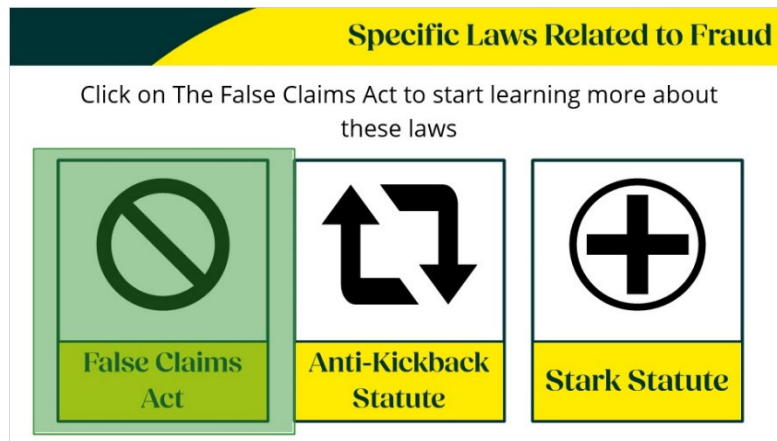 Specific Laws Related to Fraud
Click on The False Claims Act to start learning more about
these laws
False Claims
Act
Anti-Kickback
Statute
Stark Statute